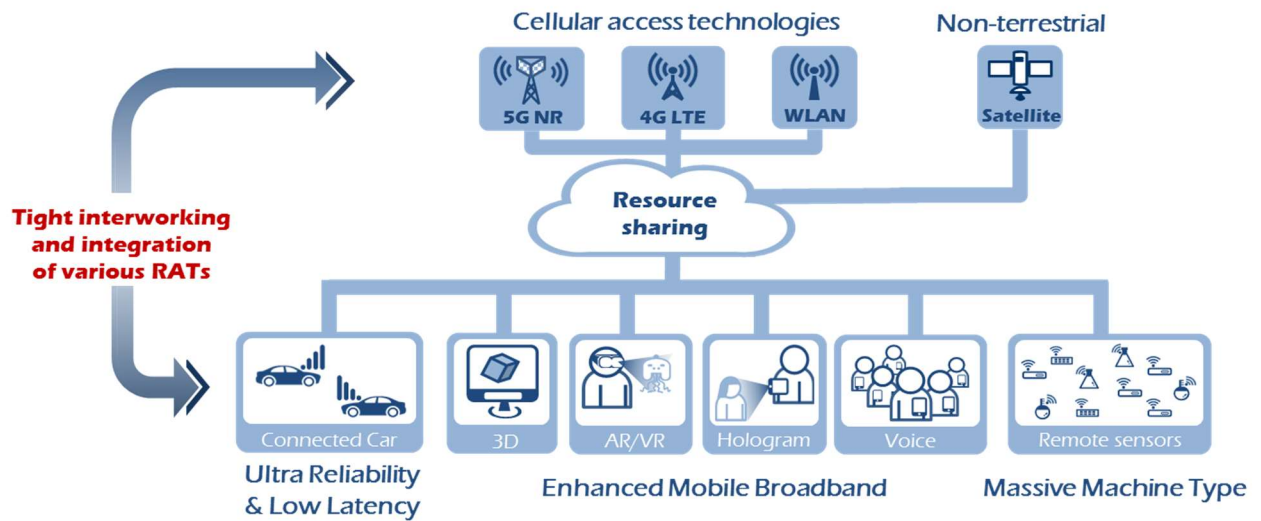 Cellular access technologies
Non-terrestrial
5G NR
4G LTE
WLAN
Satellite
Resource
sharing
Tight interworking
and integration
of various RATs
Connected Car
3D
AR/VR
Hologram
Voice
Remote sensors
Ultra Reliability
& Low Latency
Enhanced Mobile Broadband
Massive Machine Type